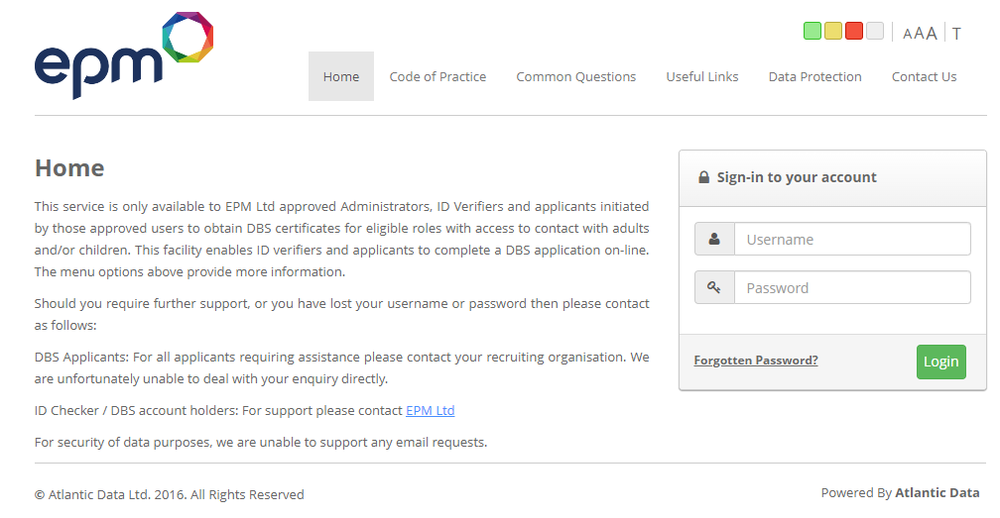 epm
A A A T
Home Code of Practice Common Questions Useful Links Data Protection Contact Us
Home
This service is only available to EPM Ltd approved Administrators, ID Verifiers and applicants initiated
by those approved users to obtain DBS certificates for eligible roles with access to contact with adults
and/or children. This facility enables ID verifiers and applicants to complete a DBS application on-line.
The menu options above provide more information.
Should you require further support, or you have lost your username or password then please contact
as follows:
DBS Applicants: For all applicants requiring assistance please contact your recruiting organisation. We
are unfortunately unable to deal with your enquiry directly.
ID Checker / DBS account holders: For support please contact EPM Ltd
For security of data purposes, we are unable to support any email requests.
Sign-in to your account
Username
Password
Forgotten Password? Login
© Atlantic Data Ltd. 2016. All Rights Reserved
Powered By Atlantic Data